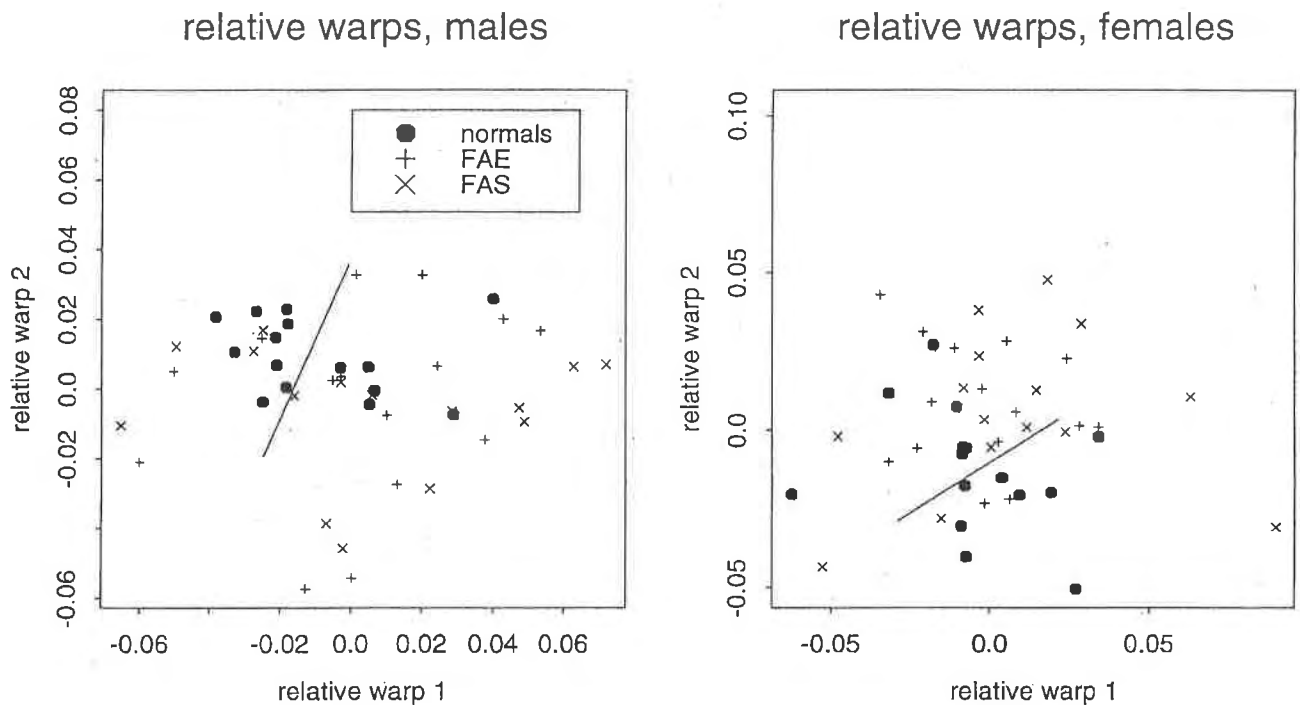 relative warps, males
relative warps, females
normals
FAE
FAS
0.08
0.06
0.04
0.02
0.0
-0.02
-0.06
relative warp 2
-0.06
-0.02
0.0
0.02
0.04
0.06
relative warp 1
0.10
0.05
0.0
-0.05
relative warp 2
-0.05
0.0
0.05
relative warp 1